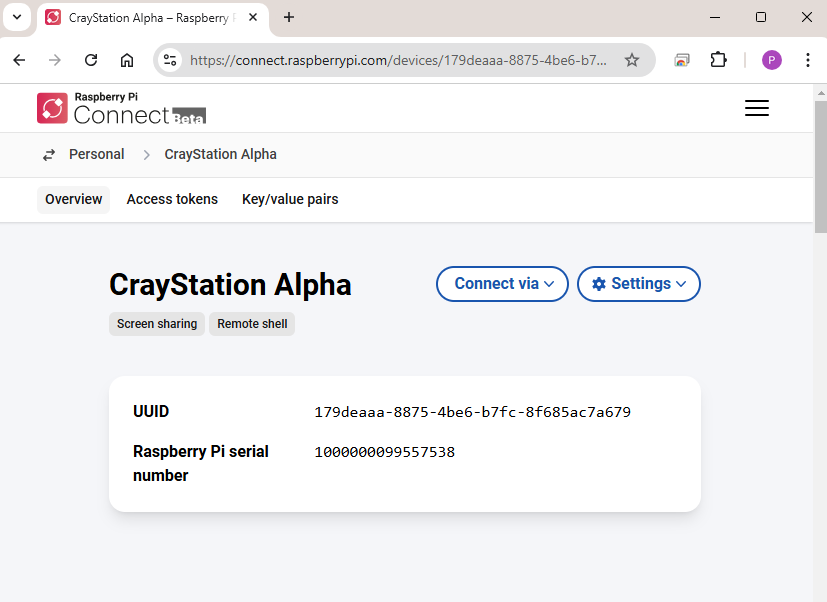 CrayStation Alpha – Raspberry
https://connect.raspberrypi.com/devices/179deaaa-8875-4be6-b7...
P
Raspberry Pi
Connect Beta
Personal CrayStation Alpha
Overview Access tokens Key/value pairs
CrayStation Alpha Connect via Settings
Screen sharing Remote shell
UUID 179deaaa-8875-4be6-b7fc-8f685ac7a679
Raspberry Pi serial 1000000099557538
number